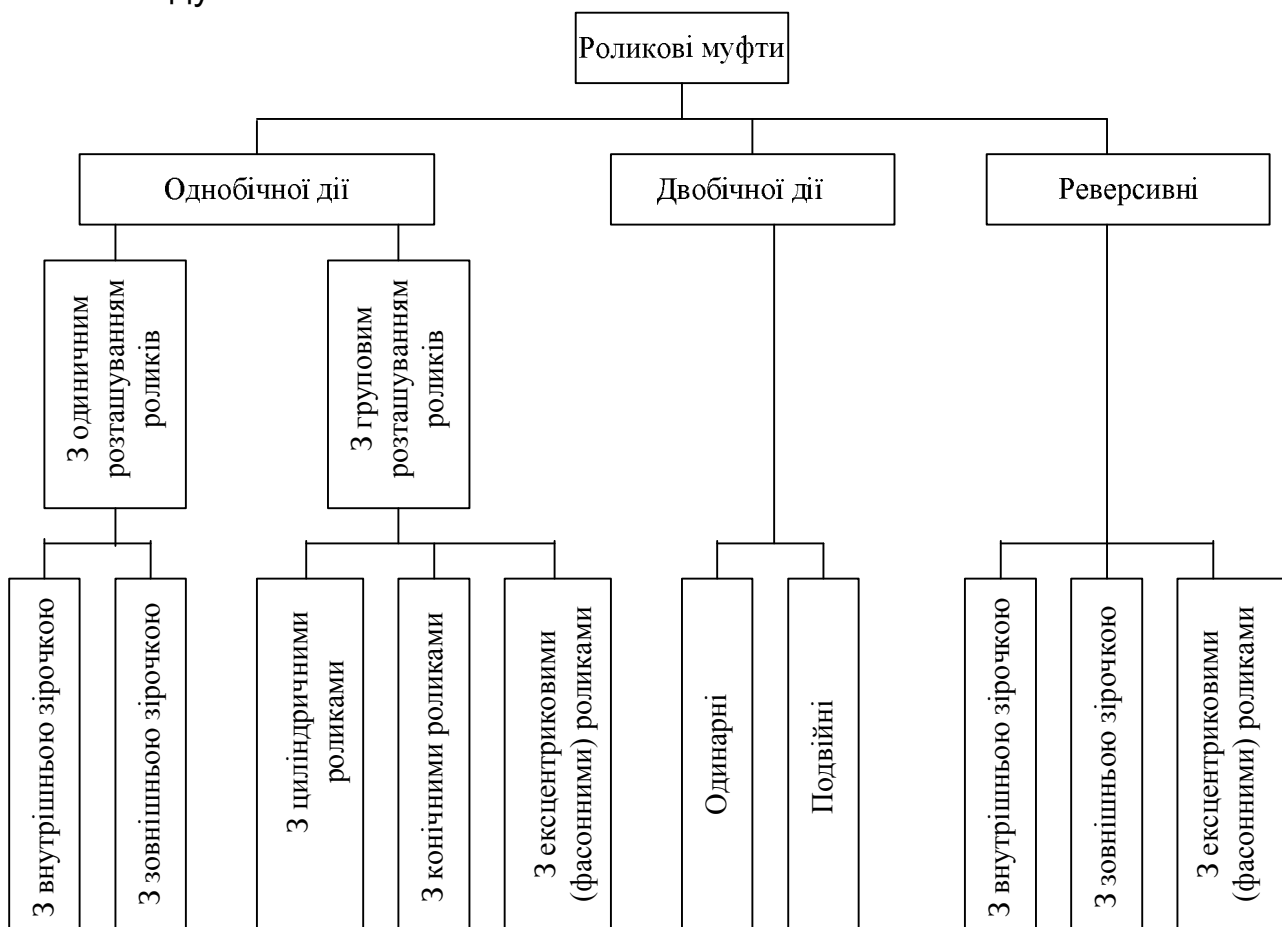 Роликові муфти
Однобічної дії
Двобічної дії
Реверсивні
З одиничним
розташуванням
роликів
З груповим
розташуванням
роликів
З внутрішньою зірочкою
З зовнішньою зірочкою
З циліндричними
роликами
З конічними роликами
З ексцентриковими
(фасонними) роликами
Одинарні
Подвійні
З внутрішньою зірочкою
З зовнішньою зірочкою
З ексцентриковими
(фасонними) роликами